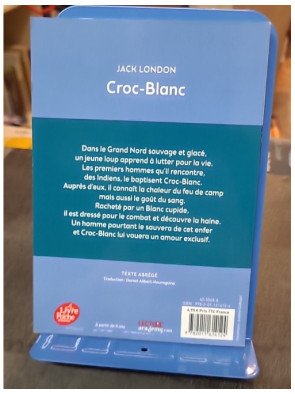 JACK LONDON
Croc-Blanc
Dans le Grand Nord sauvage et glacé,
un jeune loup apprend à lutter pour la vie.
Les premiers hommes qu'il rencontre,
des Indiens, le baptisent Croc-Blanc.
Auprès d'eux, il connaît la chaleur du feu de camp
mais aussi le goût du sang.
Racheté par un Blanc cupide,
il est dressé pour le combat et découvre la haine.
Un homme pourtant le sauvera de cet enfer
et Croc-Blanc lui vouera un amour exclusif.
TEXTE ABRÉGÉ
Le Livre
de Poche